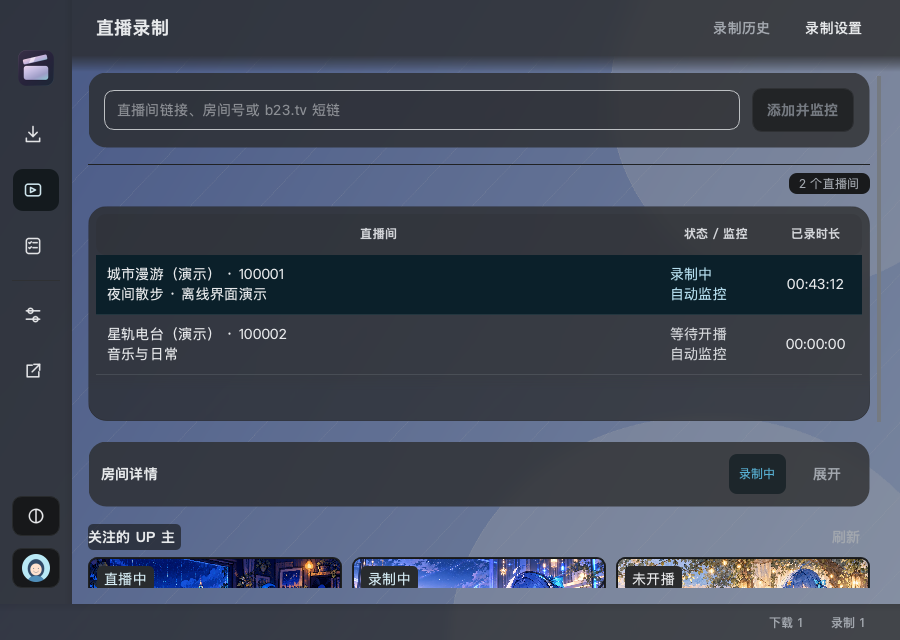 直播录制
录制历史
录制设置
直播间链接、房间号或 b23.tv 短链
添加并监控
2 个直播间
直播间
状态 / 监控
已录时长
城市漫游（演示） · 100001
夜间散步 · 离线界面演示
录制中
自动监控
00:43:12
星轨电台（演示） · 100002
音乐与日常
等待开播
自动监控
00:00:00
房间详情
录制中
展开
关注的 UP 主
刷新
直播中
录制中
未开播
下载 1
录制 1